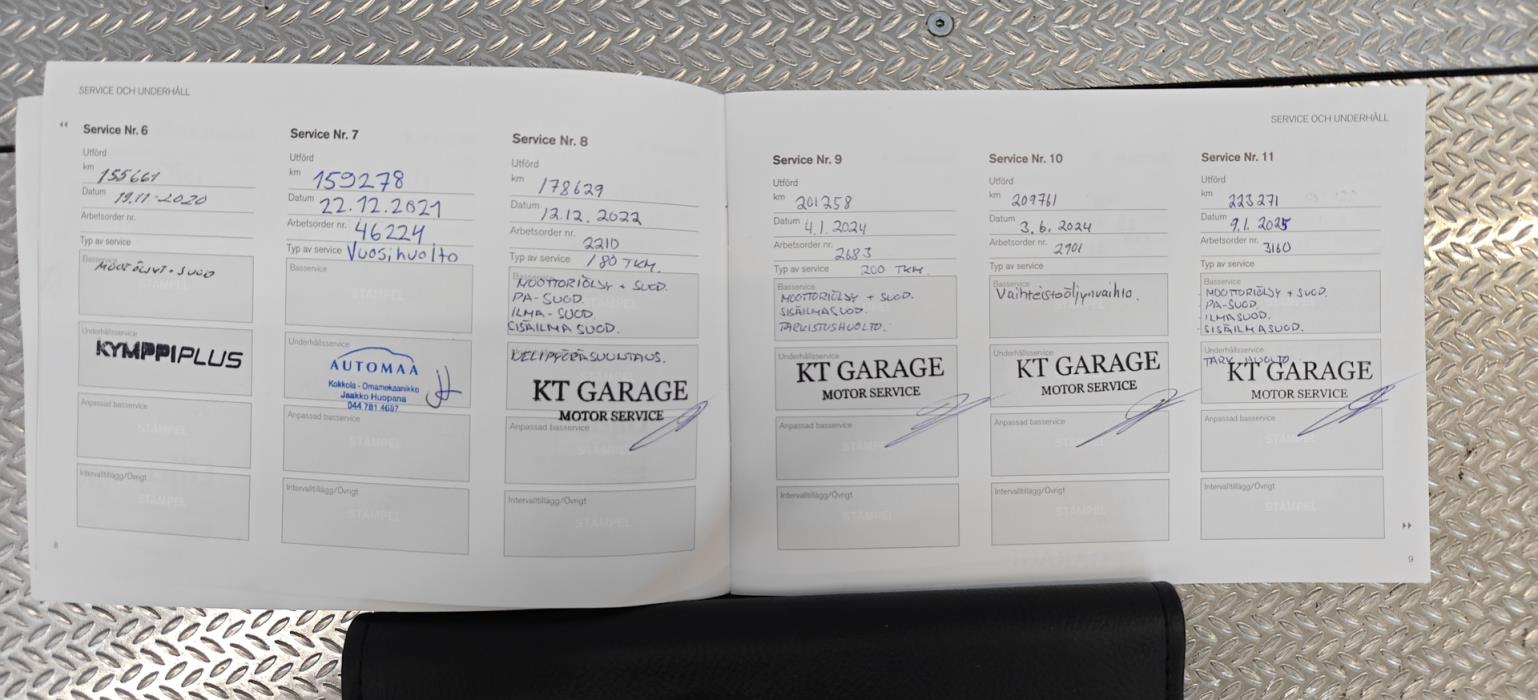 SERVICE OCH UNDERHÅLL
Service Nr. 6
Utförd
km 155661
Datum 19.11-2020
Arbetsorder nr.
Typ av service
Basservice
STÄMPEL
Underhållsservice
KYMPPIPLUS
Anpassad basservice
STÄMPEL
Intervalltillägg/Övrigt
STÄMPEL
8
Service Nr. 7
Utförd
km 159278
Datum 22.12.2021
Arbetsorder nr. 46224
Typ av service Vuosihuolto
Basservice
STÄMPEL
Underhållsservice
AUTOMAA
Kokkola - Omamekaanikko
Jaakko Huopana
044 781 4687
Anpassad basservice
STÄMPEL
Intervalltillägg/Övrigt
STÄMPEL
Service Nr. 8
Utförd
km 178629
Datum 12.12.2022
Arbetsorder nr. 2210
Typ av service 180 TKM.
Basservice
MOOTTORIÖLJY + SUOD.
PA-SUOD.
ILMA-SUOD.
SISÄILMA SUOD.
Underhållsservice
NELIPYÖRÄSUUNTAUS.
KT GARAGE
MOTOR SERVICE
Anpassad basservice
STÄMPEL
Intervalltillägg/Övrigt
STÄMPEL
SERVICE OCH UNDERHÅLL
Service Nr. 9
Utförd
km 201258
Datum 4.1.2024
Arbetsorder nr. 2683
Typ av service 200 TKM.
Basservice
MOOTTORIÖLJY + SUOD.
SISÄILMASUOD.
TARKISTUSHUOLTO.
Underhållsservice
KT GARAGE
MOTOR SERVICE
Anpassad basservice
STÄMPEL
Intervalltillägg/Övrigt
STÄMPEL
Service Nr. 10
Utförd
km 209761
Datum 3.6.2024
Arbetsorder nr. 2901
Typ av service
Basservice
Vaihteistoöljynvaihto.
Underhållsservice
KT GARAGE
MOTOR SERVICE
Anpassad basservice
STÄMPEL
Intervalltillägg/Övrigt
STÄMPEL
Service Nr. 11
Utförd
km 223271
Datum 9.1.2025
Arbetsorder nr. 3160
Typ av service
Basservice
MOOTTORIÖLJY + SUOD.
PA-SUOD.
ILMASUOD.
SISÄILMASUOD.
Underhållsservice
TARK. HUOLTO.
KT GARAGE
MOTOR SERVICE
Anpassad basservice
STÄMPEL
Intervalltillägg/Övrigt
STÄMPEL
9